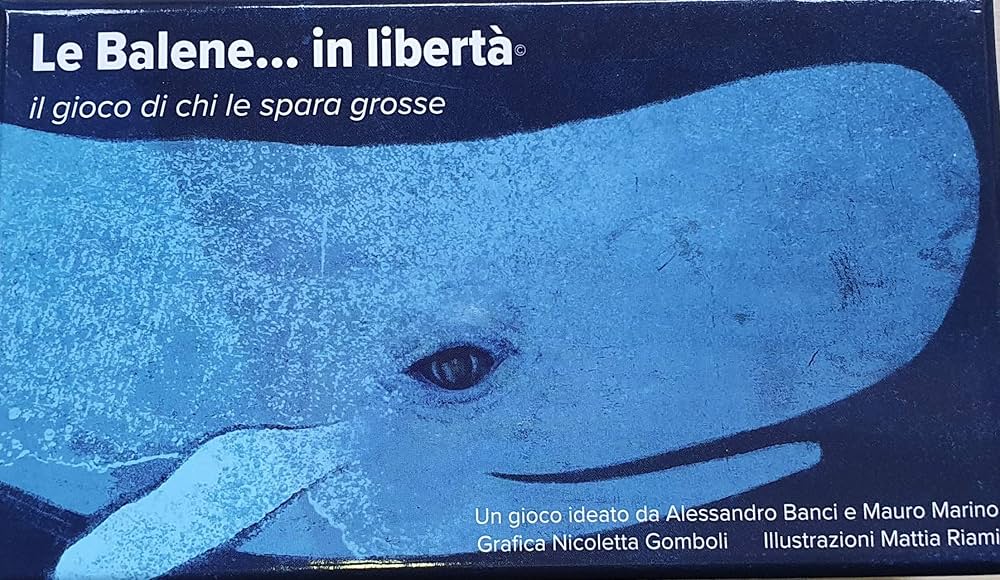 Le Balene... in libertà©
il gioco di chi le spara grosse
Un gioco ideato da Alessandro Banci e Mauro Marino
Grafica Nicoletta Gomboli Illustrazioni Mattia Riami